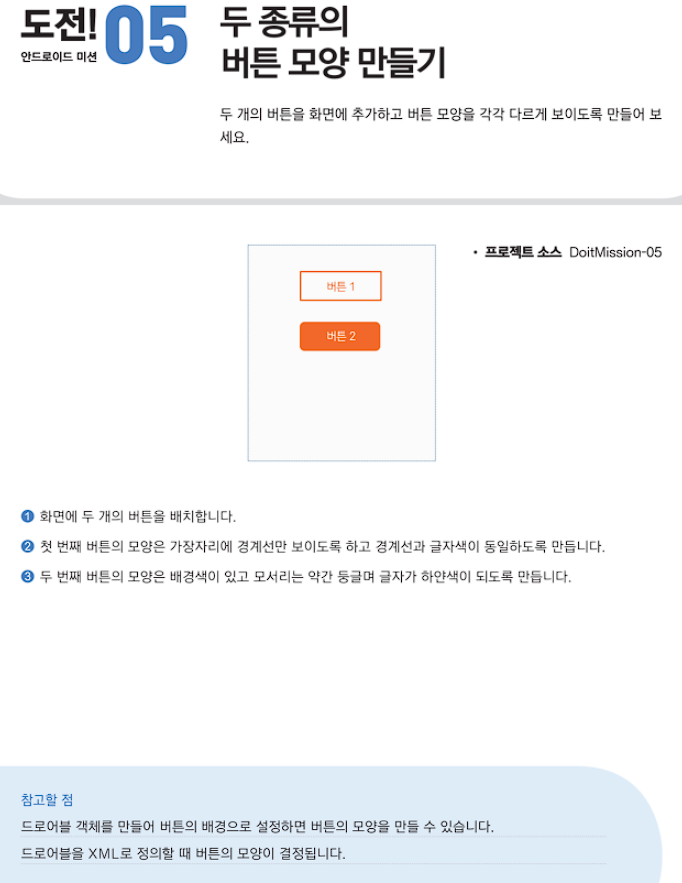 도전! 05
안드로이드 미션
두 종류의
버튼 모양 만들기
두 개의 버튼을 화면에 추가하고 버튼 모양을 각각 다르게 보이도록 만들어 보
세요.
• 프로젝트 소스 DoitMission-05
버튼 1
버튼 2
1 화면에 두 개의 버튼을 배치합니다.
2 첫 번째 버튼의 모양은 가장자리에 경계선만 보이도록 하고 경계선과 글자색이 동일하도록 만듭니다.
3 두 번째 버튼의 모양은 배경색이 있고 모서리는 약간 둥글며 글자가 하얀색이 되도록 만듭니다.
참고할 점
드로어블 객체를 만들어 버튼의 배경으로 설정하면 버튼의 모양을 만들 수 있습니다.
드로어블을 XML로 정의할 때 버튼의 모양이 결정됩니다.